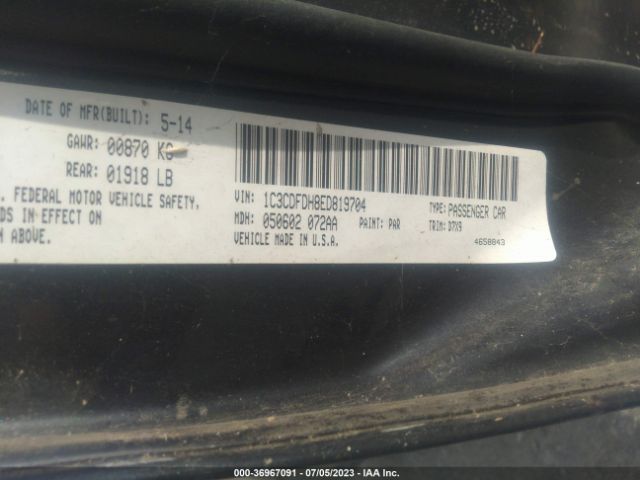 DATE OF MFR(BUILT): 5-14
GAWR: 00870 KG
REAR: 01918 LB
. FEDERAL MOTOR VEHICLE SAFETY,
DS IN EFFECT ON
N ABOVE.
VIN: 1C3CDFDH8ED819704
MDH: 050602 072AA PAINT: PAR
VEHICLE MADE IN U.S.A.
TYPE: PASSENGER CAR
TRIM: D7X9
4658843
000-36967091 - 07/05/2023 - IAA Inc.